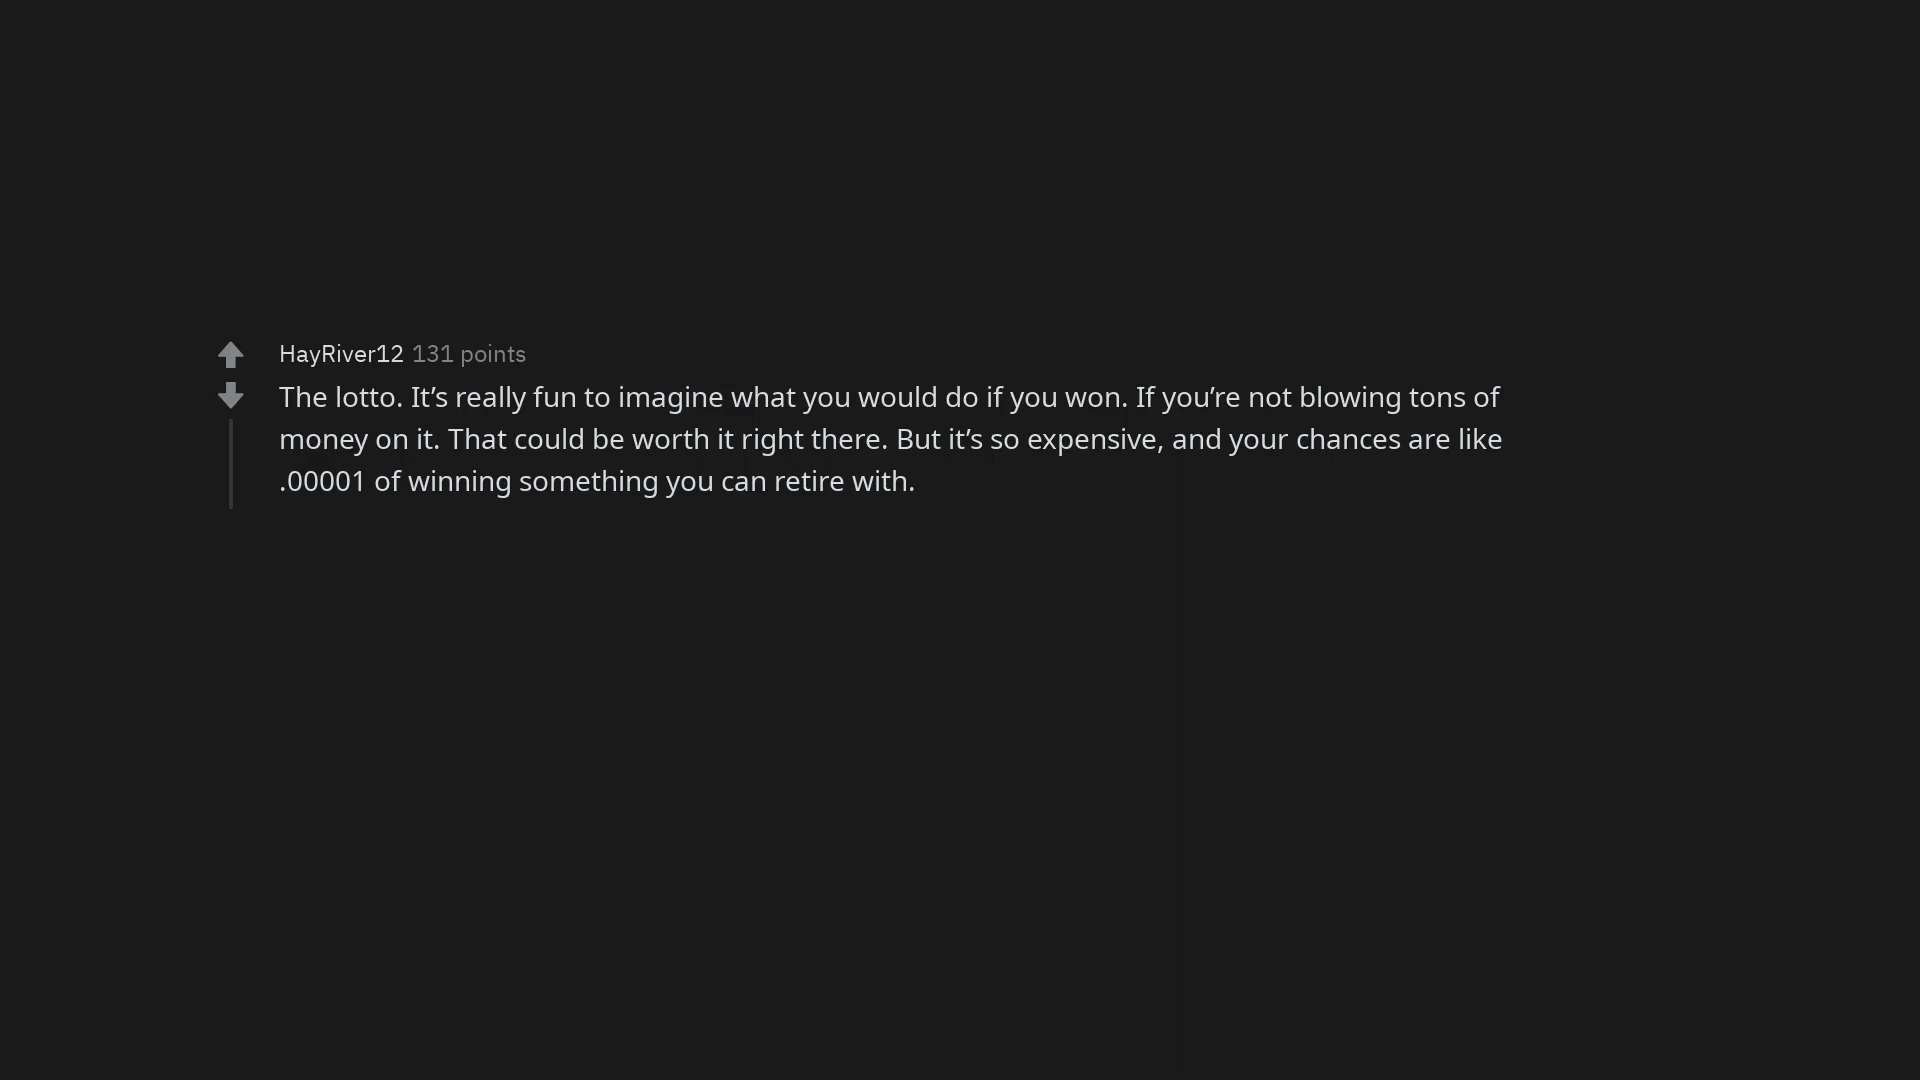 HayRiver12 131 points
The lotto. It’s really fun to imagine what you would do if you won. If you’re not blowing tons of
money on it. That could be worth it right there. But it’s so expensive, and your chances are like
.00001 of winning something you can retire with.